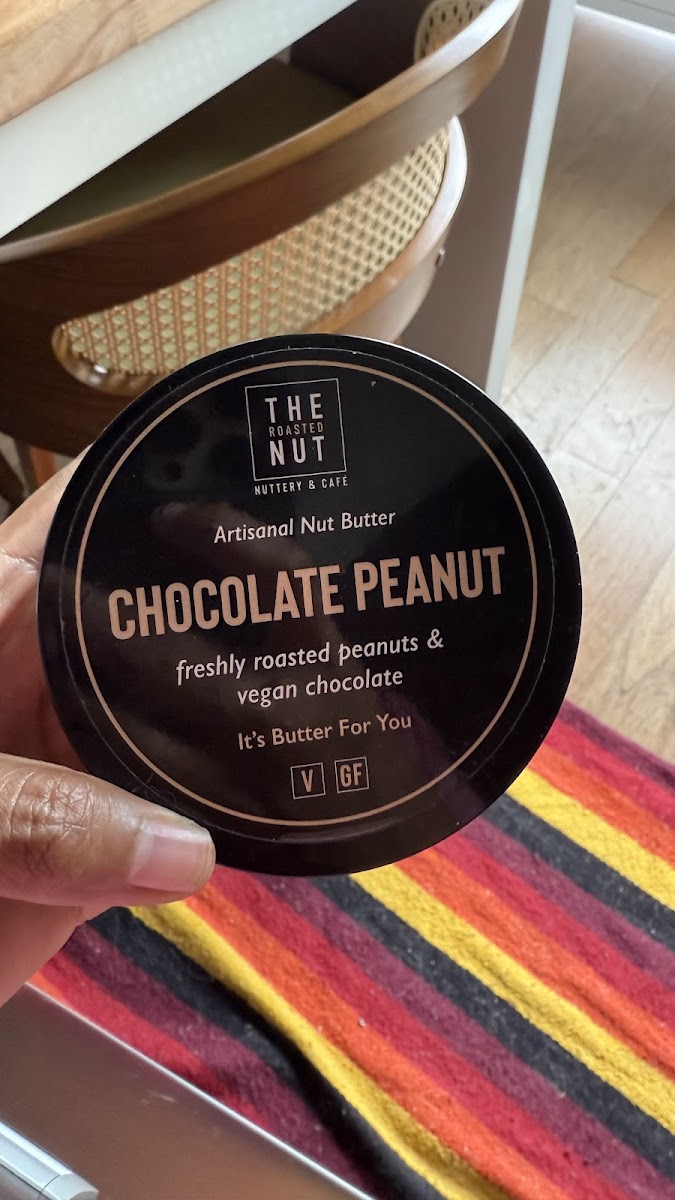 THE
ROASTED
NUT
NUTTERY & CAFÉ
Artisanal Nut Butter
CHOCOLATE PEANUT
freshly roasted peanuts &
vegan chocolate
It's Butter For You
V GF